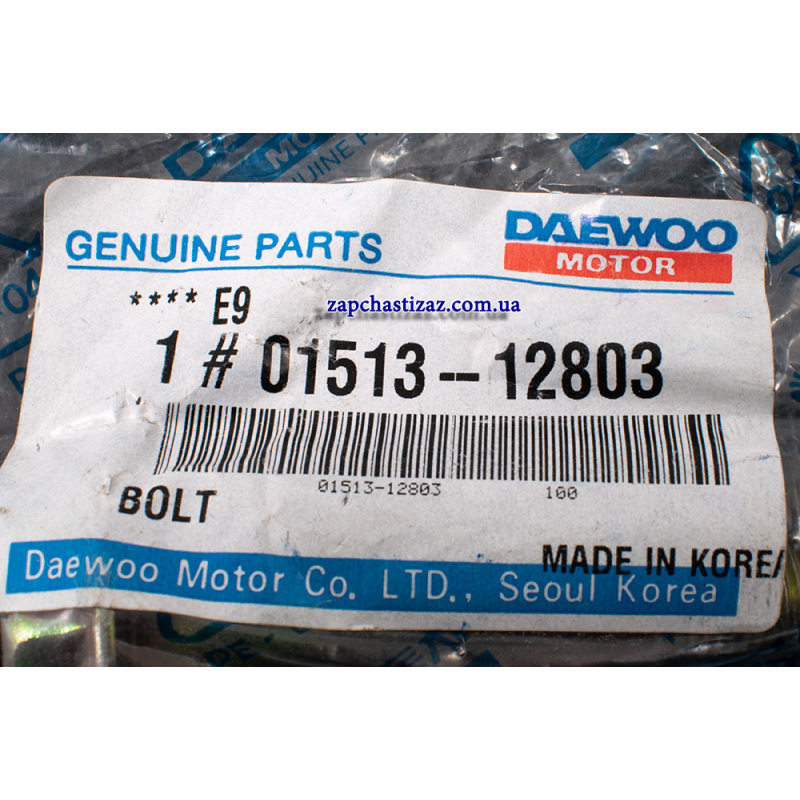 GENUINE PARTS
DAEWOO
MOTOR
**** E9
zapchastizaz.com.ua
1 # 01513--12803
01513-12803 100
BOLT
MADE IN KOREA
Daewoo Motor Co. LTD., Seoul Korea